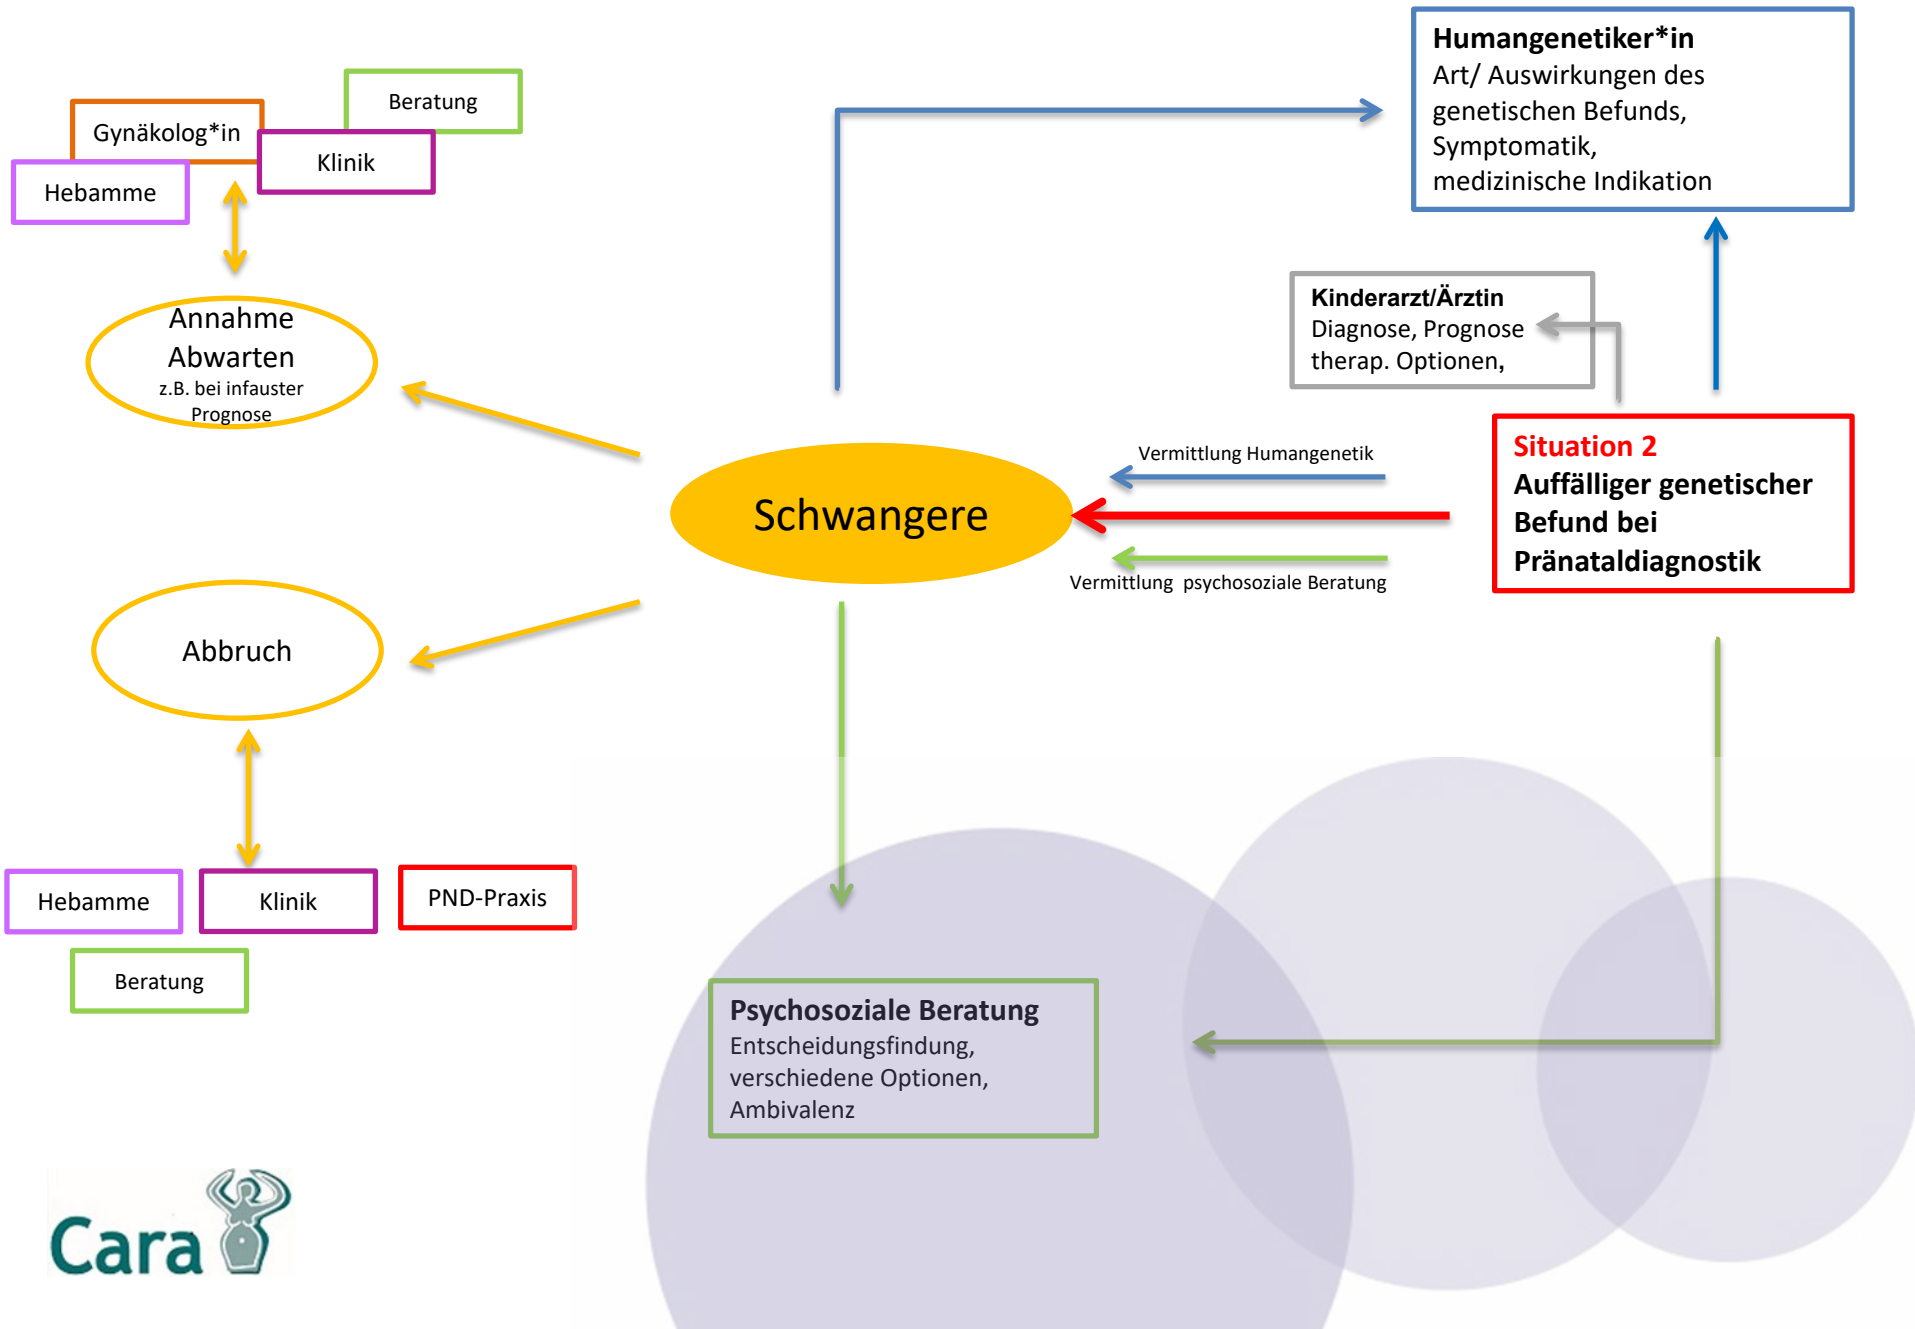 Humangenetiker*in
Art/ Auswirkungen des
genetischen Befunds,
Symptomatik,
medizinische Indikation
Beratung
Gynäkolog*in
Klinik
Hebamme
Kinderarzt/Ärztin
Diagnose, Prognose
therap. Optionen,
Annahme
Abwarten
z.B. bei infauster
Prognose
Vermittlung Humangenetik
Situation 2
Auffälliger genetischer
Befund bei
Pränataldiagnostik
Schwangere
Vermittlung  psychosoziale Beratung
Abbruch
Hebamme
Klinik
PND-Praxis
Beratung
Psychosoziale Beratung
Entscheidungsfindung,
verschiedene Optionen,
Ambivalenz
Cara